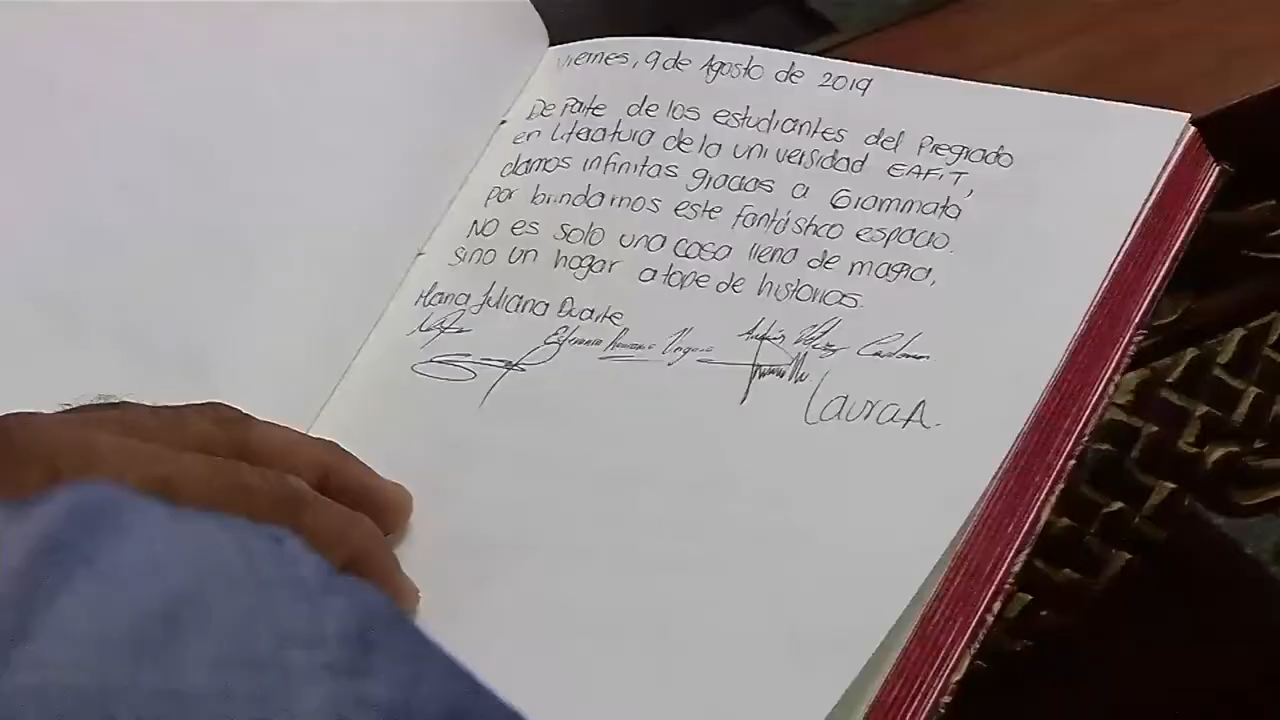 Viernes, 9 de Agosto de 2019
De parte de los estudiantes del Pregrado
en Literatura de la universidad EAFIT,
damos infinitas gracias a Giammata
por brindarnos este fantástico espacio.
NO es solo una casa llena de magia,
sino un hogar a tope de historias.
Maria Juliana Duarte
Laura A.